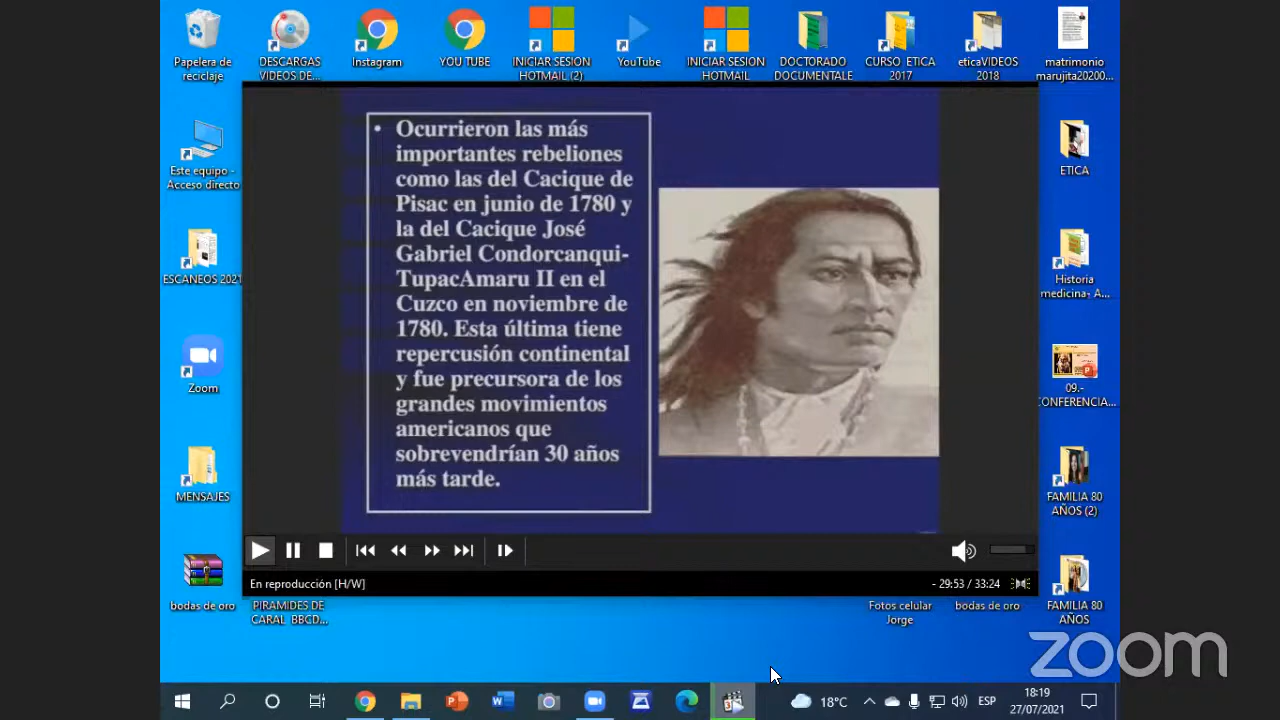 Papelera de
reciclaje
DESCARGAS
VIDEOS DE...
Instagram
YOU TUBE
INICIAR SESION
HOTMAIL (2)
YouTube
INICIAR SESION
HOTMAIL
DOCTORADO
DOCUMENTALE
CURSO ETICA
2017
eticaVIDEOS
2018
matrimonio
marujita20200...
Este equipo -
Acceso directo
ESCANEOS 2021
Zoom
MENSAJES
bodas de oro
• Ocurrieron las más
importantes rebeliones
como las del Cacique de
Pisac en junio de 1780 y
la del Cacique José
Gabriel Condorcanqui-
TupacAmaru II en el
Cuzco en noviembre de
1780. Esta última tiene
repercusión continental
y fue precursora de los
grandes movimientos
americanos que
sobrevendrían 30 años
más tarde.
ETICA
Historia
medicina- A...
09.-
CONFERENCIA...
FAMILIA 80
AÑOS (2)
FAMILIA 80
AÑOS
En reproducción [H/W]
- 29:53 / 33:24
PIRAMIDES DE
CARAL BBCD...
Fotos celular
Jorge
bodas de oro
zoom
18°C
ESP
18:19
27/07/2021